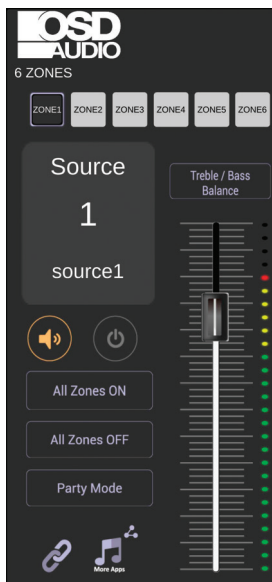 OSD
AUDIO
6 ZONES
ZONE1 ZONE2 ZONE3 ZONE4 ZONE5 ZONE6
Source
1
source1
Treble / Bass
Balance
All Zones ON
All Zones OFF
Party Mode
More Apps